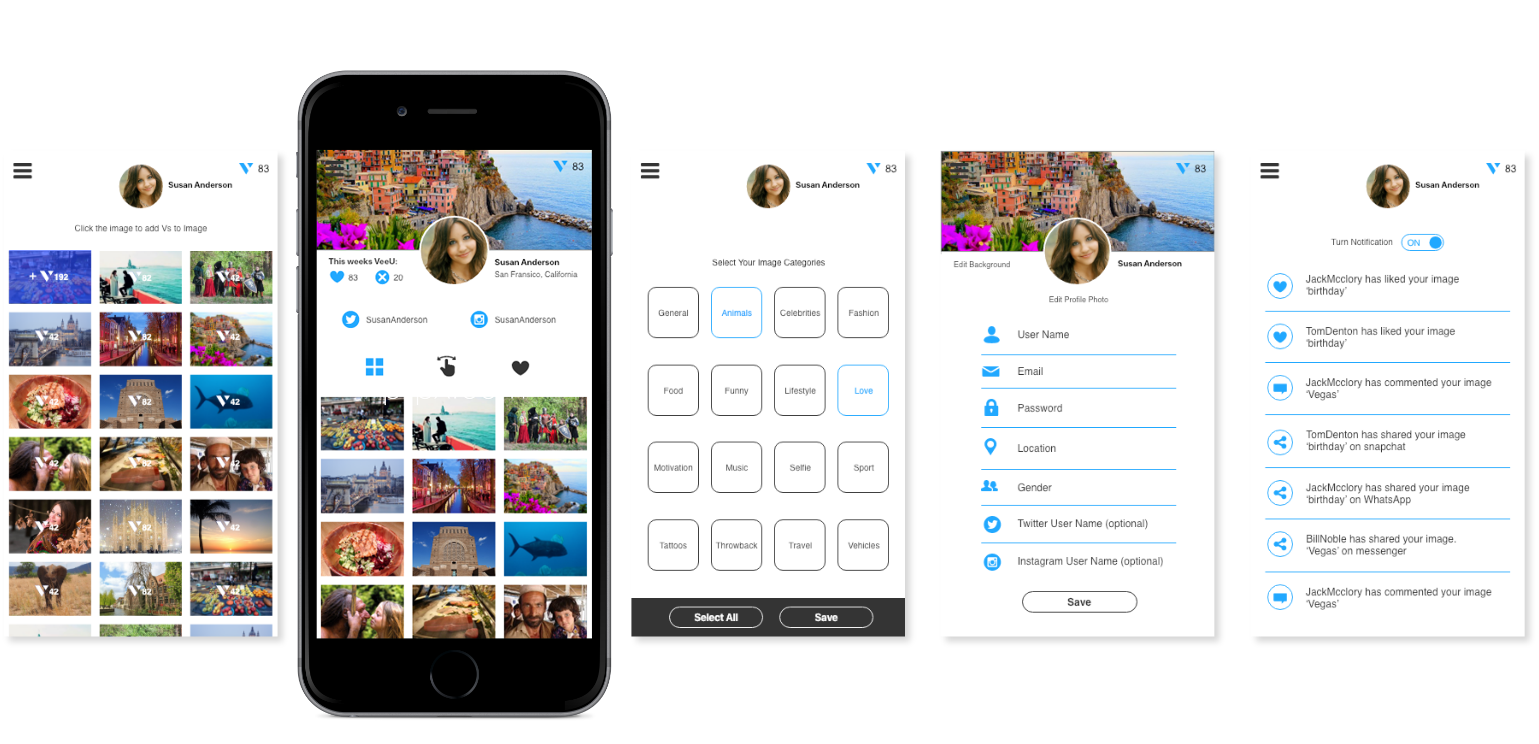 83
Susan Anderson
Click the image to add Vs to Image
+ V 192
V 82
V 42
V 42
V 82
V 42
V 42
V 82
V 42
V 42
V 82
V 42
V 42
V 82
V 42
V 42
V 82
V 42
83
This weeks VeeU:
83
20
Susan Anderson
San Fransico, California
SusanAnderson
SusanAnderson
83
Susan Anderson
Select Your Image Categories
General
Animals
Celebrities
Fashion
Food
Funny
Lifestyle
Love
Motivation
Music
Selfie
Sport
Tattoos
Throwback
Travel
Vehicles
Select All
Save
83
Edit Background
Susan Anderson
Edit Profile Photo
User Name
Email
Password
Location
Gender
Twitter User Name (optional)
Instagram User Name (optional)
Save
83
Susan Anderson
Turn Notification
ON
JackMcclory has liked your image
‘birthday’
TomDenton has liked your image
‘birthday’
JackMcclory has commented your image
‘Vegas’
TomDenton has shared your image
‘birthday’ on snapchat
JackMcclory has shared your image
‘birthday’ on WhatsApp
BillNoble has shared your image.
‘Vegas’ on messenger
JackMcclory has commented your image
‘Vegas’